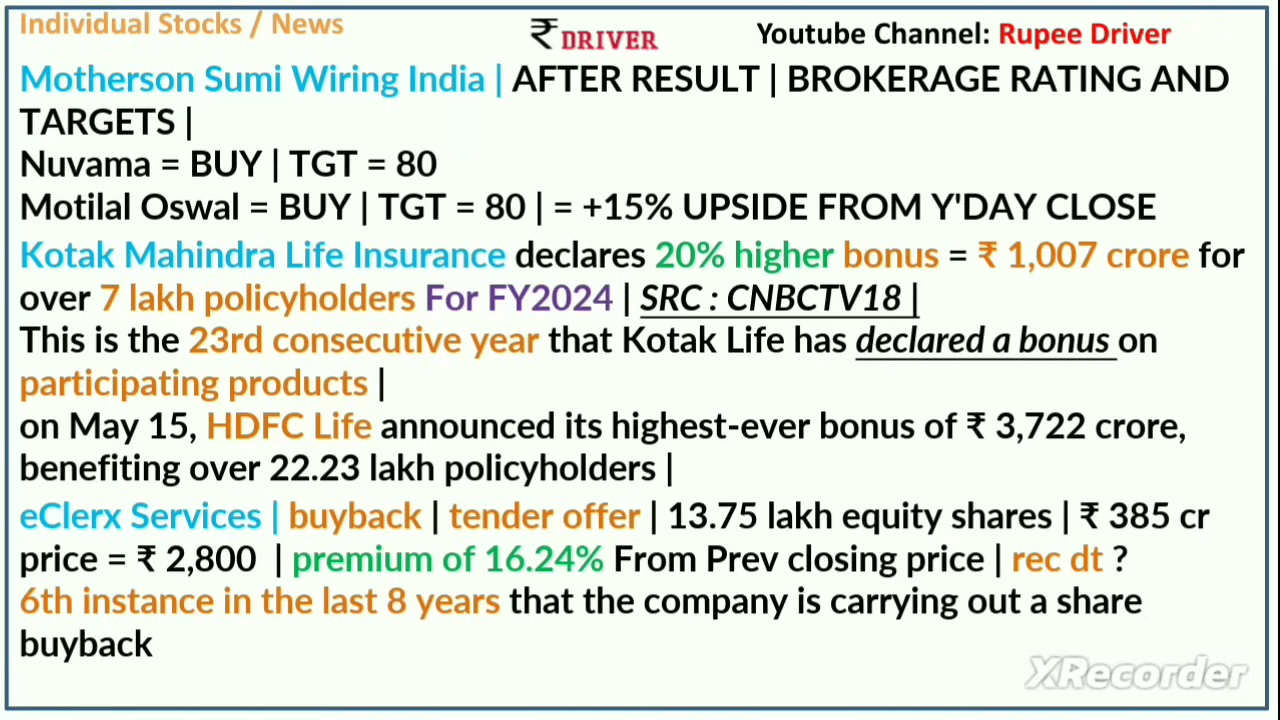 Individual Stocks / News
₹ DRIVER
Youtube Channel: Rupee Driver
Motherson Sumi Wiring India | AFTER RESULT | BROKERAGE RATING AND
TARGETS |
Nuvama = BUY | TGT = 80
Motilal Oswal = BUY | TGT = 80 | = +15% UPSIDE FROM Y'DAY CLOSE
Kotak Mahindra Life Insurance declares 20% higher bonus = ₹ 1,007 crore for
over 7 lakh policyholders For FY2024 | SRC : CNBCTV18 |
This is the 23rd consecutive year that Kotak Life has declared a bonus on
participating products |
on May 15, HDFC Life announced its highest-ever bonus of ₹ 3,722 crore,
benefiting over 22.23 lakh policyholders |
eClerx Services | buyback | tender offer | 13.75 lakh equity shares | ₹ 385 cr
price = ₹ 2,800 | premium of 16.24% From Prev closing price | rec dt ?
6th instance in the last 8 years that the company is carrying out a share
buyback
XRecorder